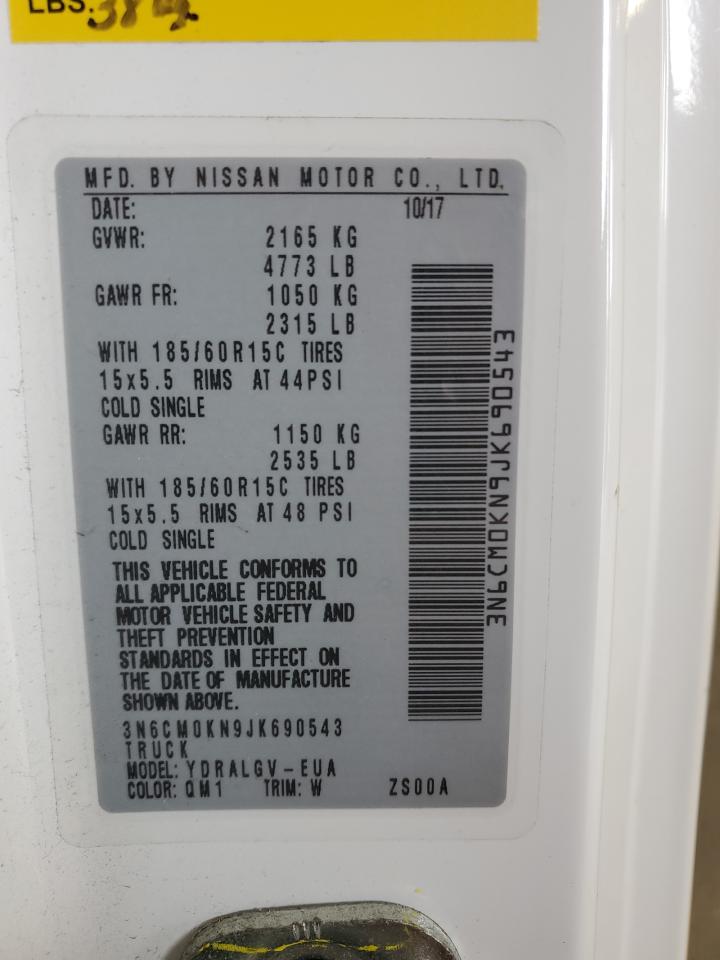 LBS.
MFD. BY NISSAN MOTOR CO., LTD.
DATE: 10/17
GVWR: 2165 KG
4773 LB
GAWR FR: 1050 KG
2315 LB
WITH 185/60R15C TIRES
15x5.5 RIMS AT 44PSI
COLD SINGLE
GAWR RR: 1150 KG
2535 LB
WITH 185/60R15C TIRES
15x5.5 RIMS AT 48 PSI
COLD SINGLE
THIS VEHICLE CONFORMS TO
ALL APPLICABLE FEDERAL
MOTOR VEHICLE SAFETY AND
THEFT PREVENTION
STANDARDS IN EFFECT ON
THE DATE OF MANUFACTURE
SHOWN ABOVE.
3N6CM0KN9JK690543
TRUCK
MODEL: YDRALGV-EUA
COLOR: QM1 TRIM: W ZS00A
3N6CM0KN9JK690543